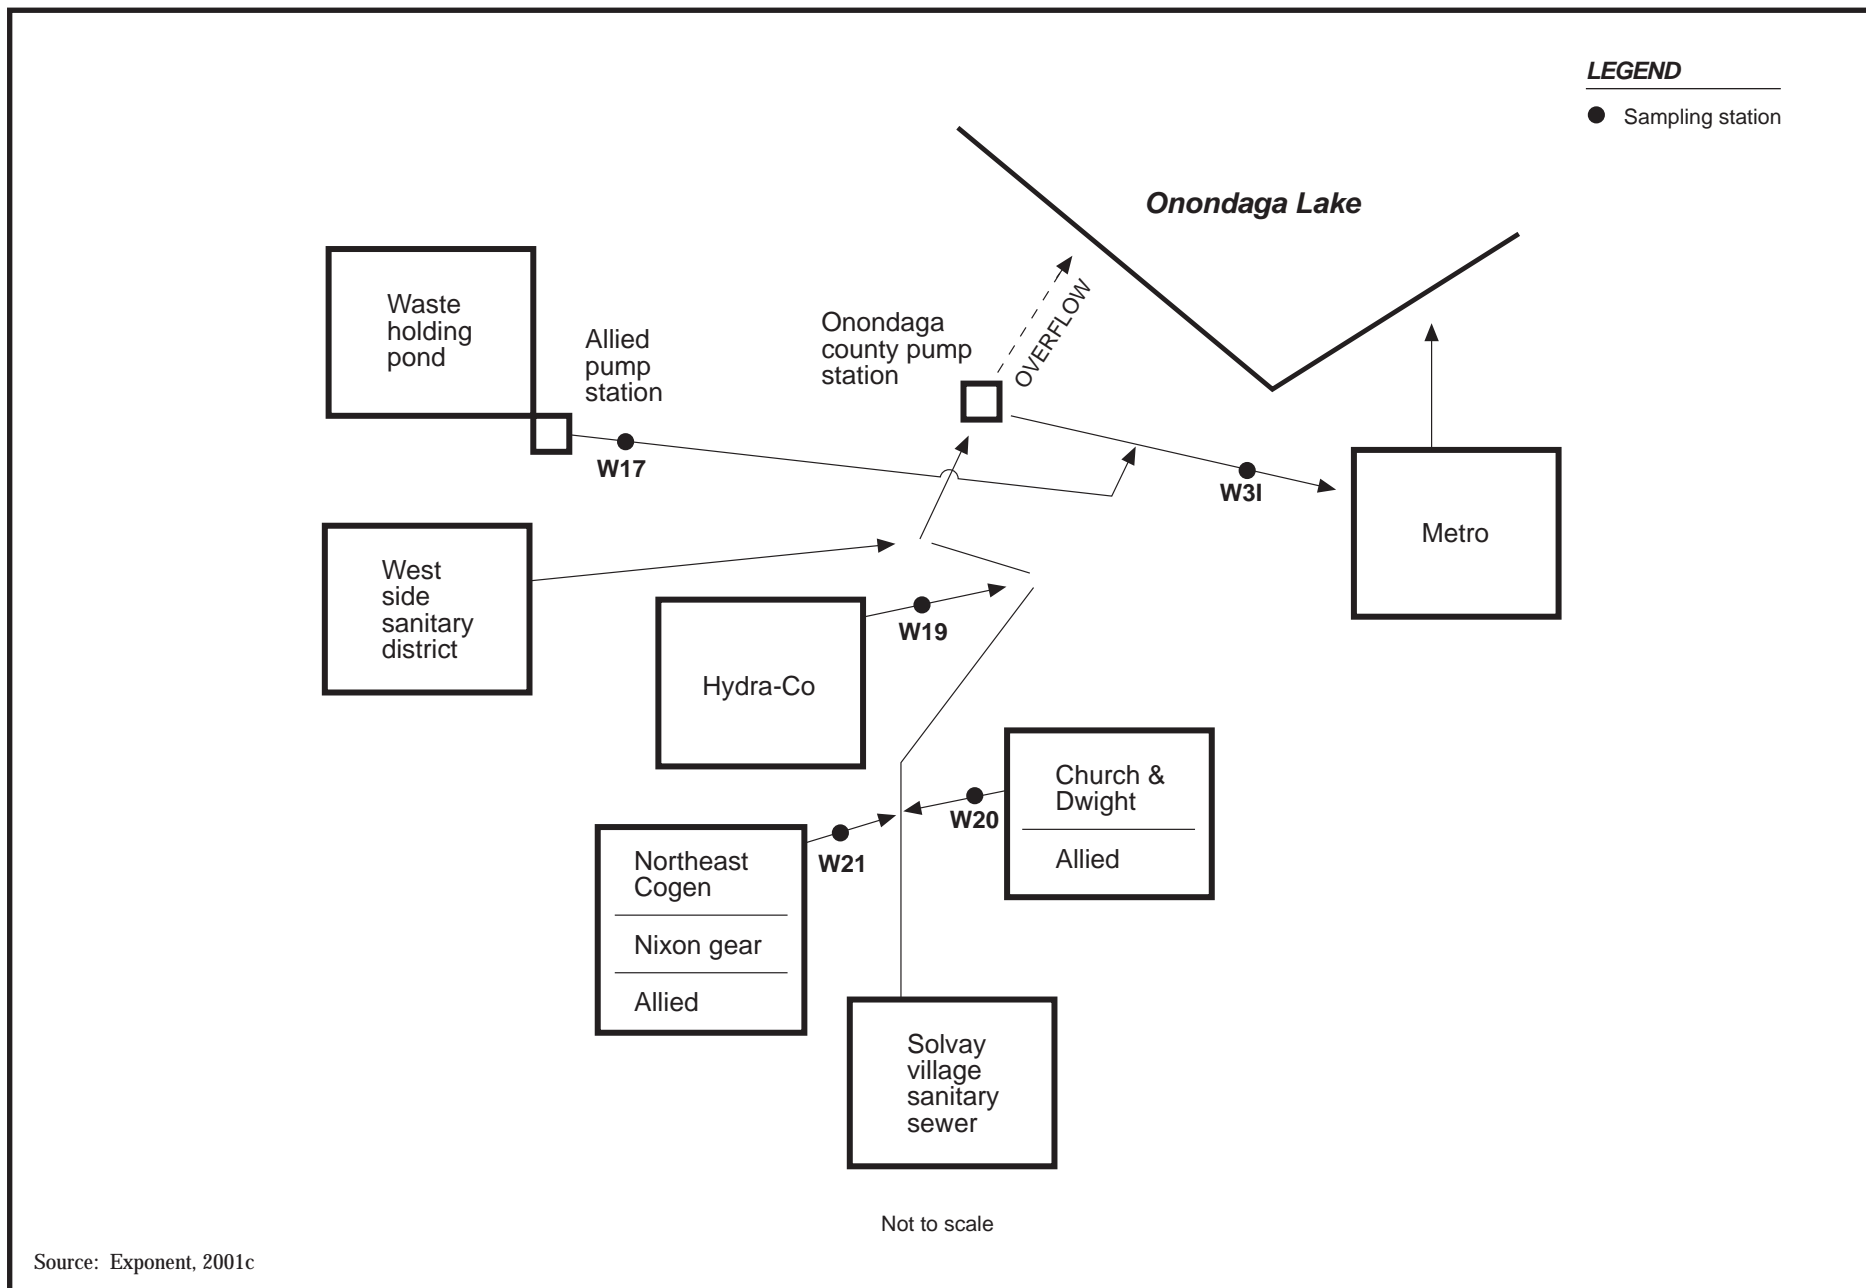 LEGEND
Sampling station
Onondaga Lake
Waste
holding
pond
Allied
pump
station
Onondaga
county pump
station
OVERFLOW
W17
W3I
Metro
West
side
sanitary
district
W19
Hydra-Co
Church &
Dwight
Allied
W20
W21
Northeast
Cogen
Nixon gear
Allied
Solvay
village
sanitary
sewer
Not to scale
Source: Exponent, 2001c